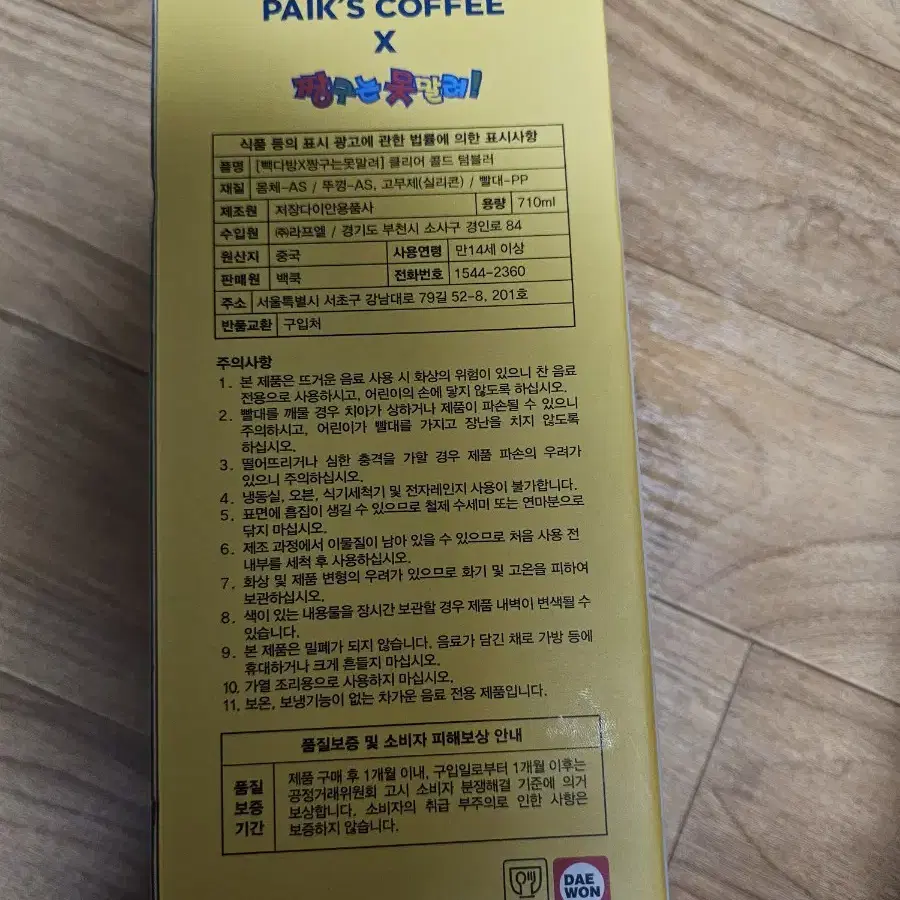 PAIK'S COFFEE
X
짱구는 못말려!
식품 등의 표시 광고에 관한 법률에 의한 표시사항
품명 [빽다방X짱구는못말려] 클리어 콜드 텀블러
재질 몸체-AS / 뚜껑-AS, 고무제(실리콘) / 빨대-PP
제조원 저장다이안용품사 용량 710ml
수입원 ㈜라프엘 / 경기도 부천시 소사구 경인로 84
원산지 중국 사용연령 만14세 이상
판매원 백쿡 전화번호 1544-2360
주소 서울특별시 서초구 강남대로 79길 52-8, 201호
반품교환 구입처
주의사항
1. 본 제품은 뜨거운 음료 사용 시 화상의 위험이 있으니 찬 음료
전용으로 사용하시고, 어린이의 손에 닿지 않도록 하십시오.
2. 빨대를 깨물 경우 치아가 상하거나 제품이 파손될 수 있으니
주의하시고, 어린이가 빨대를 가지고 장난을 치지 않도록
하십시오.
3. 떨어뜨리거나 심한 충격을 가할 경우 제품 파손의 우려가
있으니 주의하십시오.
4. 냉동실, 오븐, 식기세척기 및 전자레인지 사용이 불가합니다.
5. 표면에 흠집이 생길 수 있으므로 철제 수세미 또는 연마분으로
닦지 마십시오.
6. 제조 과정에서 이물질이 남아 있을 수 있으므로 처음 사용 전
내부를 세척 후 사용하십시오.
7. 화상 및 제품 변형의 우려가 있으므로 화기 및 고온을 피하여
보관하십시오.
8. 색이 있는 내용물을 장시간 보관할 경우 제품 내벽이 변색될 수
있습니다.
9. 본 제품은 밀폐가 되지 않습니다. 음료가 담긴 채로 가방 등에
휴대하거나 크게 흔들지 마십시오.
10. 가열 조리용으로 사용하지 마십시오.
11. 보온, 보냉기능이 없는 차가운 음료 전용 제품입니다.
품질보증 및 소비자 피해보상 안내
품질 보증 기간
제품 구매 후 1개월 이내, 구입일로부터 1개월 이후는
공정거래위원회 고시 소비자 분쟁해결 기준에 의거
보상합니다. 소비자의 취급 부주의로 인한 사항은
보증하지 않습니다.
DAE
WON